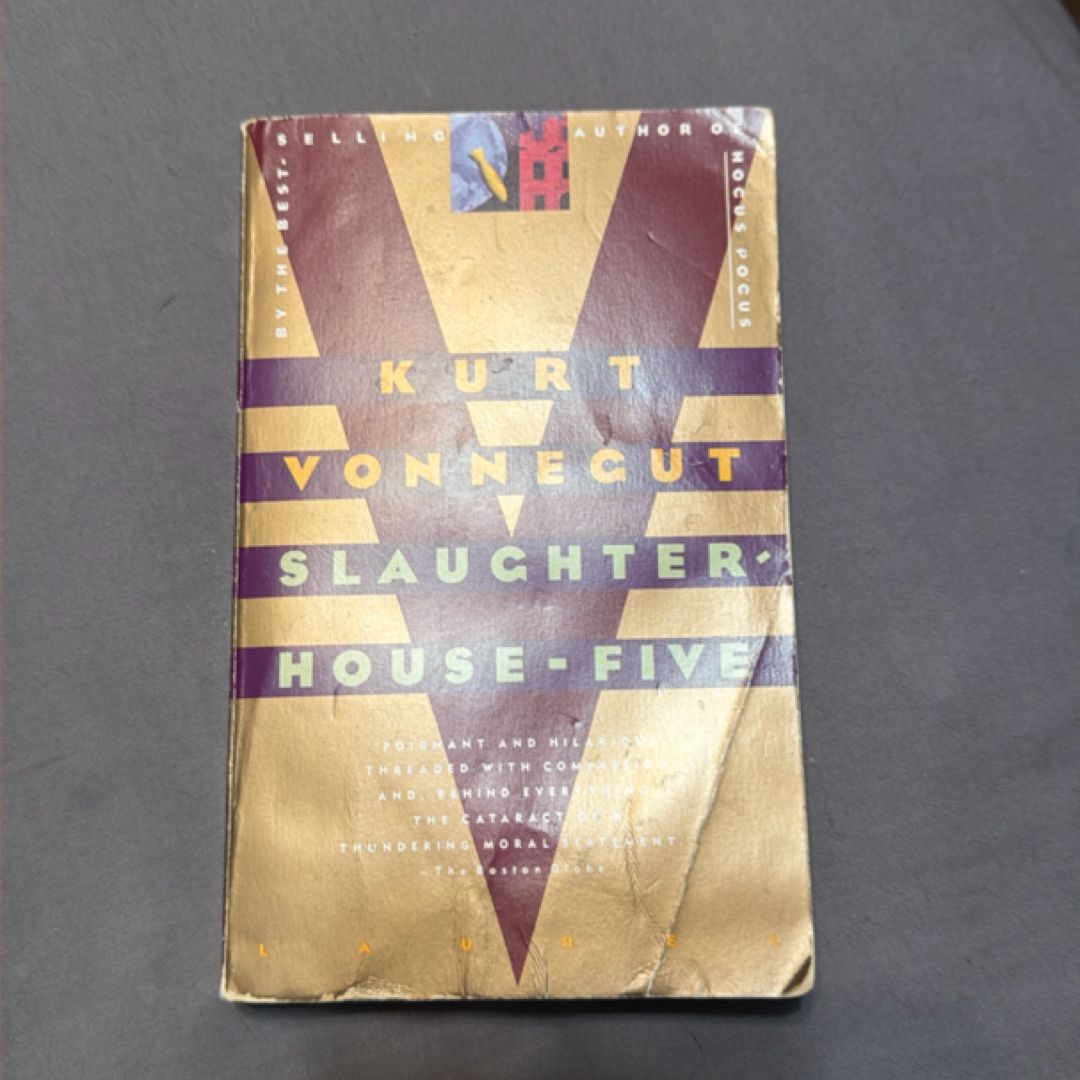 BY THE BEST-
SELLING
AUTHOR OF
HOCUS POCUS
KURT
VONNEGUT
SLAUGHTER-
HOUSE-FIVE
"POIGNANT AND HILARIOUS,
THREADED WITH COMPASSION
AND, BEHIND EVERYTHING,
THE CATARACT OF A
THUNDERING MORAL STATEMENT
—The Boston Globe
LAUREL